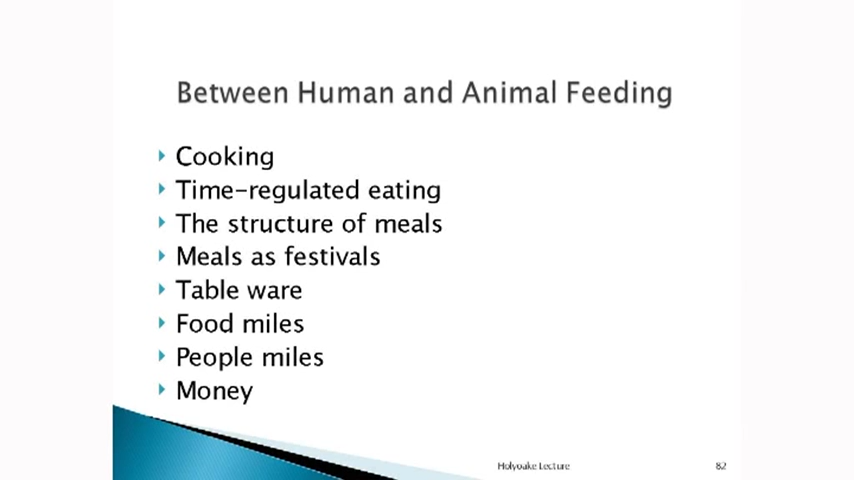 Between Human and Animal Feeding
Cooking
Time-regulated eating
The structure of meals
Meals as festivals
Table ware
Food miles
People miles
Money
Holyoake Lecture
82